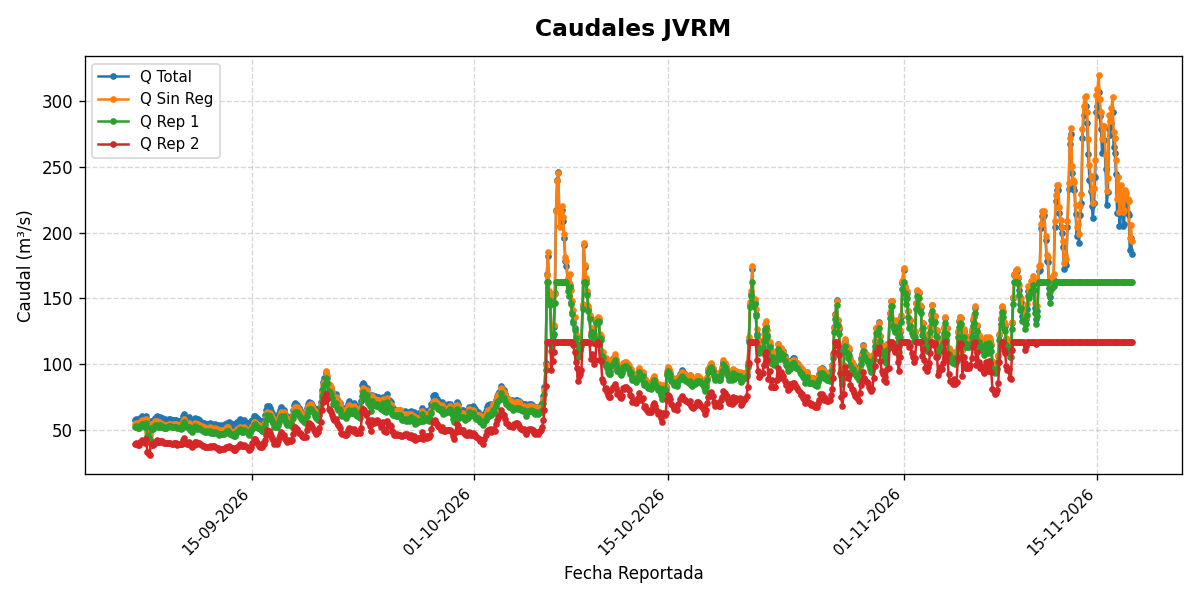 Caudales JVRM
Q Total
Q Sin Reg
Q Rep 1
Q Rep 2
Caudal (m³/s)
300
250
200
150
100
50
15-09-2026
01-10-2026
15-10-2026
01-11-2026
15-11-2026
Fecha Reportada